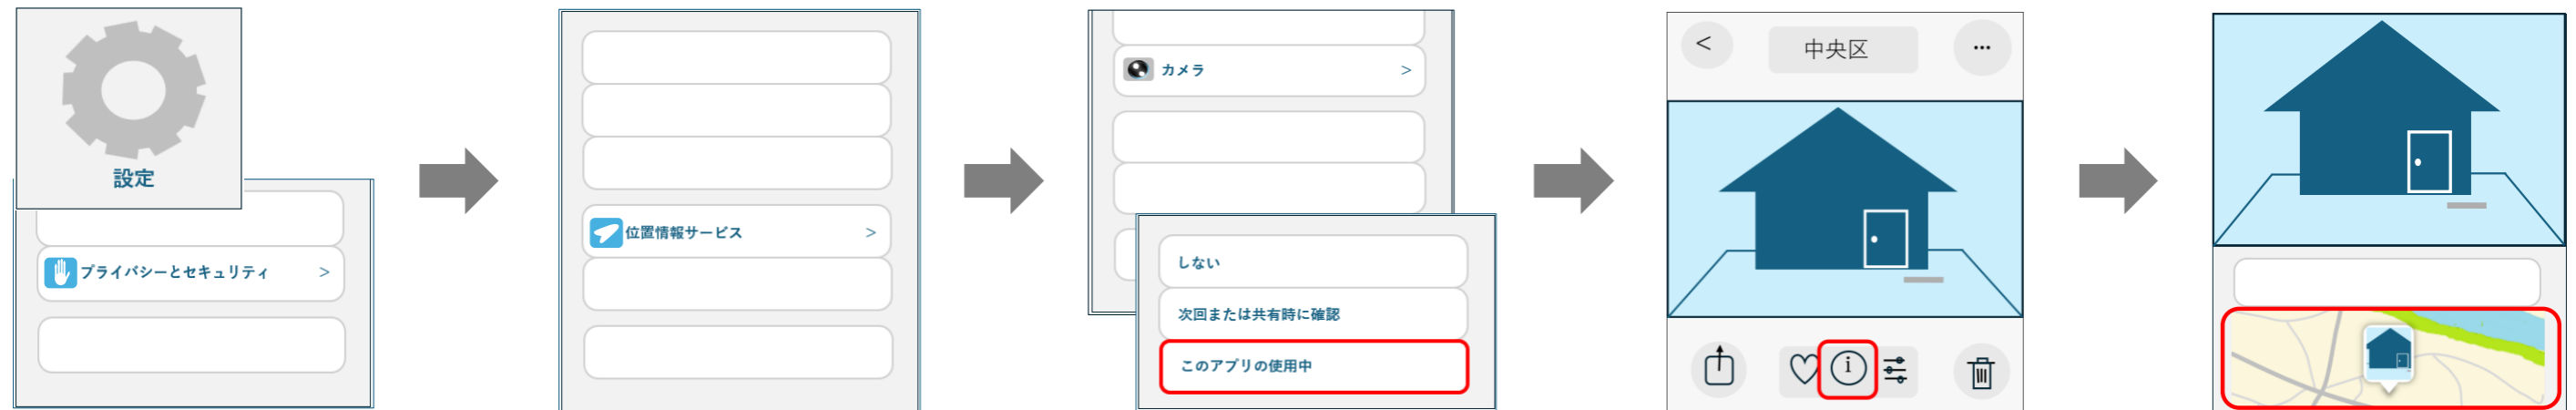 設定
プライバシーとセキュリティ >
位置情報サービス >
カメラ >
しない
次回または共有時に確認
このアプリの使用中
< 中央区 …
i